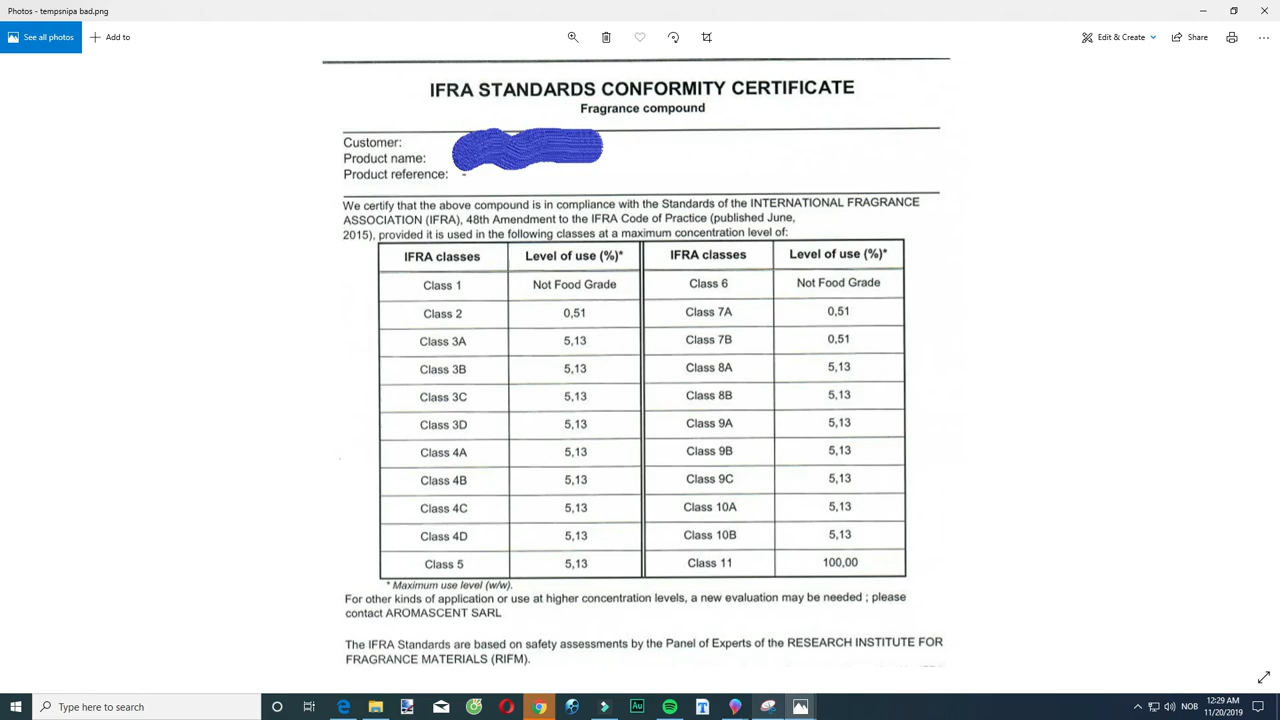 Photos - tempsnipa bad.png
See all photos
Add to
Edit & Create
Share
IFRA STANDARDS CONFORMITY CERTIFICATE
Fragrance compound
Customer:
Product name:
Product reference: -
We certify that the above compound is in compliance with the Standards of the INTERNATIONAL FRAGRANCE
ASSOCIATION (IFRA), 48th Amendment to the IFRA Code of Practice (published June,
2015), provided it is used in the following classes at a maximum concentration level of:
IFRA classes Level of use (%)* IFRA classes Level of use (%)*
Class 1 Not Food Grade Class 6 Not Food Grade
Class 2 0,51 Class 7A 0,51
Class 3A 5,13 Class 7B 0,51
Class 3B 5,13 Class 8A 5,13
Class 3C 5,13 Class 8B 5,13
Class 3D 5,13 Class 9A 5,13
Class 4A 5,13 Class 9B 5,13
Class 4B 5,13 Class 9C 5,13
Class 4C 5,13 Class 10A 5,13
Class 4D 5,13 Class 10B 5,13
Class 5 5,13 Class 11 100,00
* Maximum use level (w/w).
For other kinds of application or use at higher concentration levels, a new evaluation may be needed ; please
contact AROMASCENT SARL
The IFRA Standards are based on safety assessments by the Panel of Experts of the RESEARCH INSTITUTE FOR
FRAGRANCE MATERIALS (RIFM).
Type here to search
Au
T
NOB
12:29 AM
11/20/2019